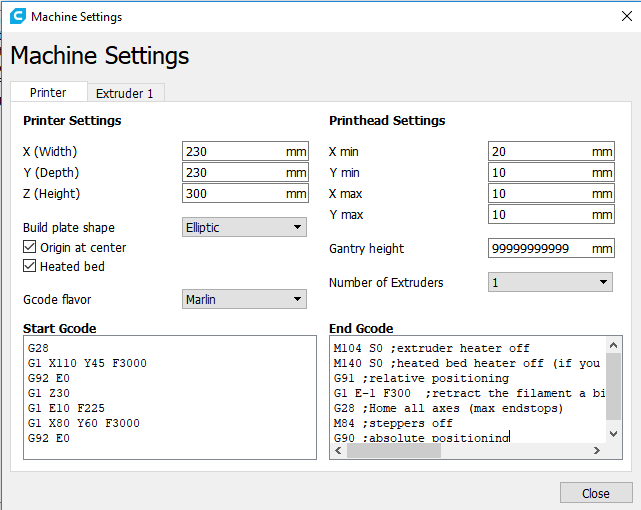 Machine Settings
Machine Settings
Printer
Extruder 1
Printer Settings
X (Width)
230 mm
Y (Depth)
230 mm
Z (Height)
300 mm
Build plate shape
Elliptic
Origin at center
Heated bed
Gcode flavor
Marlin
Printhead Settings
X min
20 mm
Y min
10 mm
X max
10 mm
Y max
10 mm
Gantry height
99999999999 mm
Number of Extruders
1
Start Gcode
G28
G1 X110 Y45 F3000
G92 E0
G1 Z30
G1 E10 F225
G1 X80 Y60 F3000
G92 E0
End Gcode
M104 S0 ;extruder heater off
M140 S0 ;heated bed heater off (if you
G91 ;relative positioning
G1 E-1 F300  ;retract the filament a bi
G28 ;Home all axes (max endstops)
M84 ;steppers off
G90 ;absolute positioning
Close